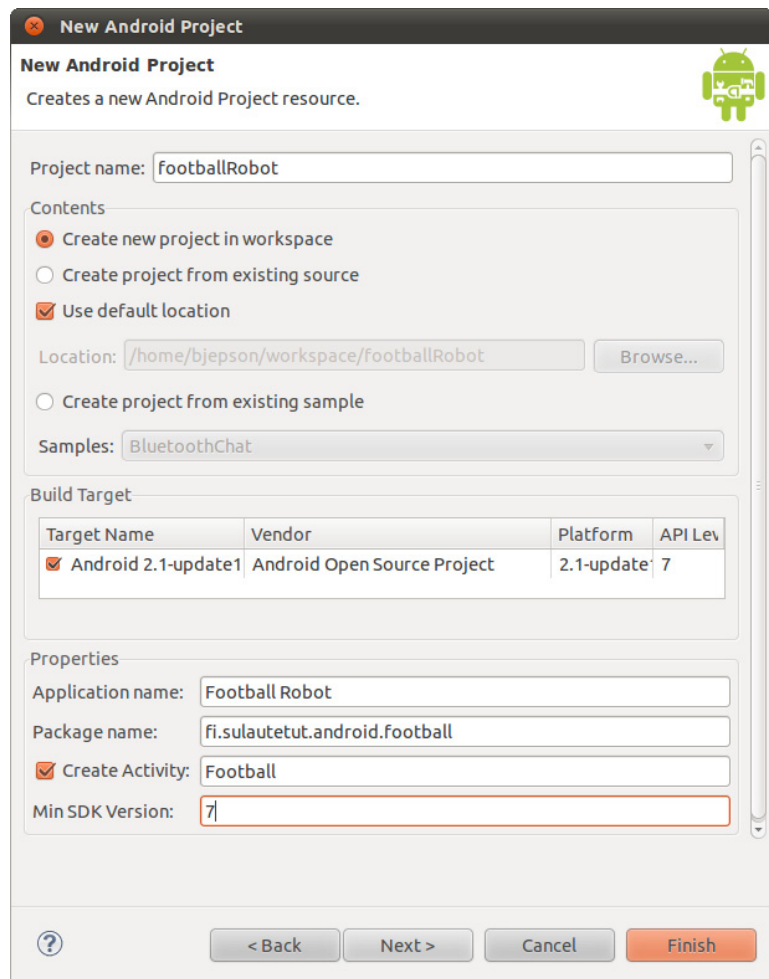 New Android Project
New Android Project
Creates a new Android Project resource.
Project name: footballRobot
Contents
Create new project in workspace
Create project from existing source
Use default location
Location: /home/bjepson/workspace/footballRobot Browse...
Create project from existing sample
Samples: BluetoothChat
Build Target
Target Name Vendor Platform API Lev
Android 2.1-update1 Android Open Source Project 2.1-update 7
Properties
Application name: Football Robot
Package name: fi.sulautetut.android.football
Create Activity: Football
Min SDK Version: 7
? < Back Next > Cancel Finish